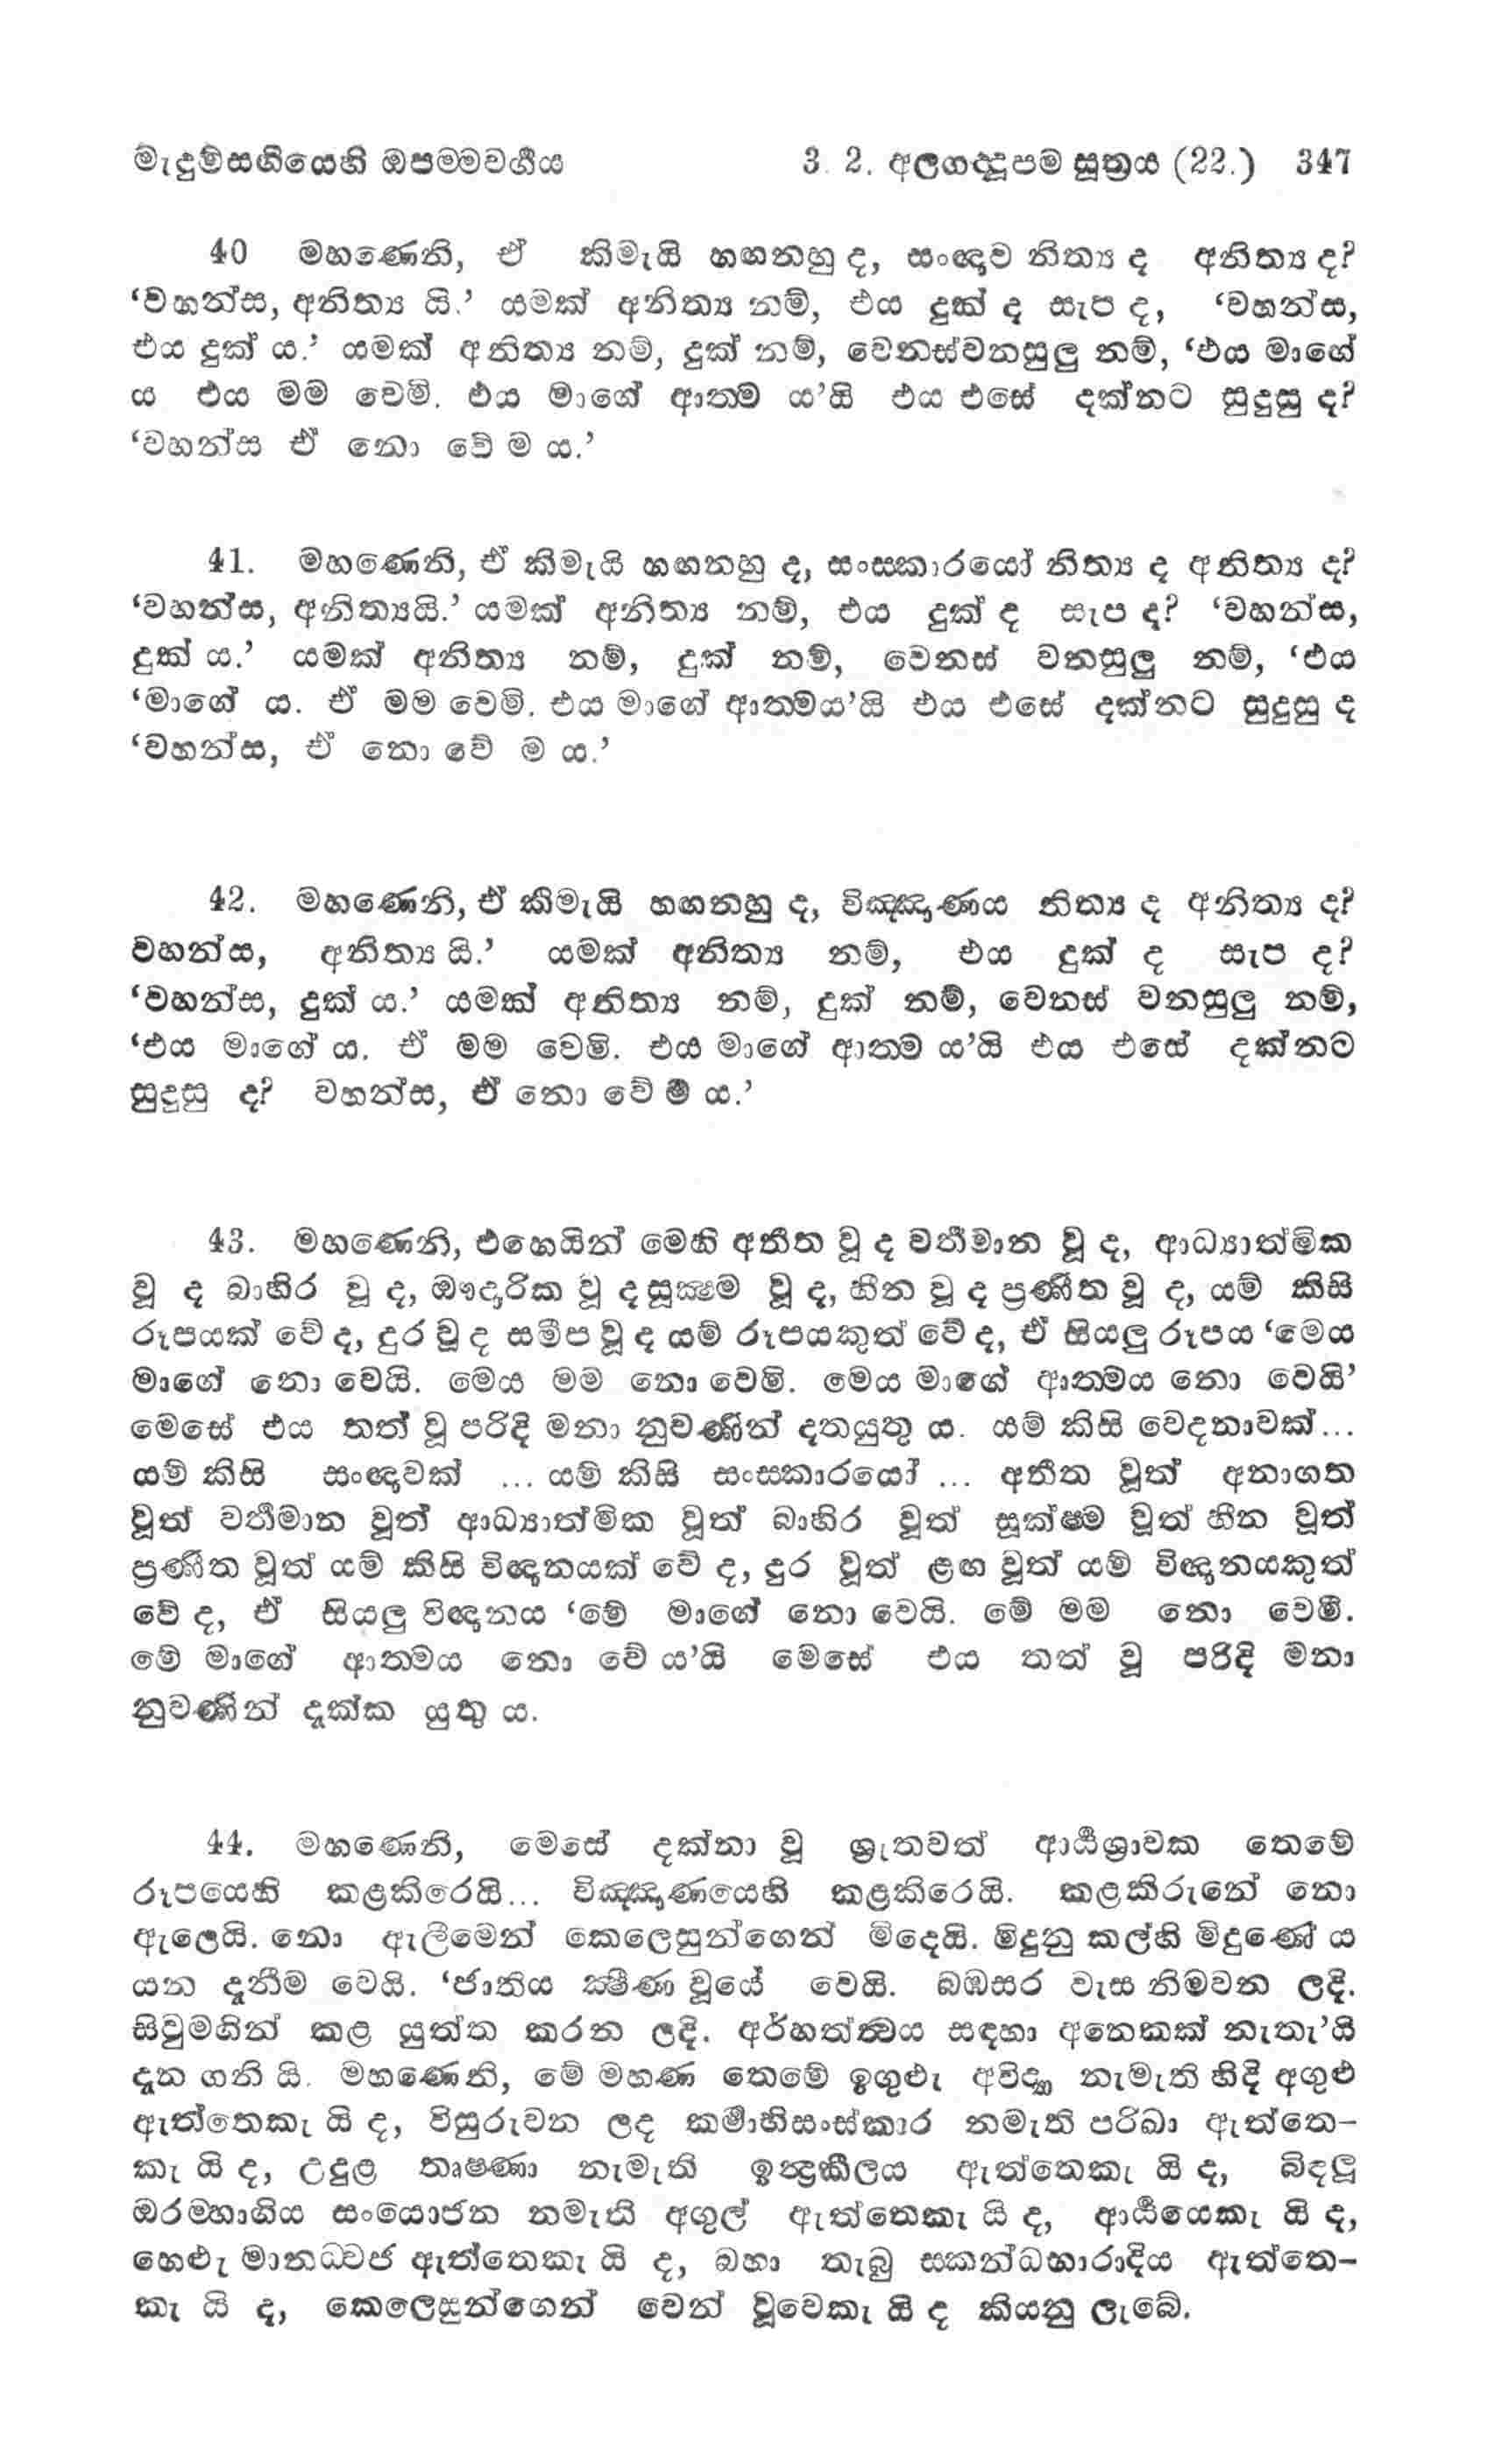 මැදුම්සඟියෙහි ඔපම්මවර්ගය 3. 2. අලගද්දූපම සූත්‍රය (22.) 347
40 මහණෙනි, ඒ කිමැයි හඟනහු ද, සංඥාව නිත්‍ය ද අනිත්‍ය ද?
‘වහන්ස, අනිත්‍ය යි.’ යමක් අනිත්‍ය නම්, එය දුක් ද සැප ද, ‘වහන්ස,
එය දුක් ය.’ යමක් අනිත්‍ය නම්, දුක් නම්, වෙනස්වනසුලු නම්, ‘එය මාගේ
ය එය මම වෙමි. එය මාගේ ආත්ම ය’යි එය එසේ දක්නට සුදුසු ද?
‘වහන්ස ඒ නො වේ ම ය.’
41. මහණෙනි, ඒ කිමැයි හඟනහු ද, සංස්කාරයෝ නිත්‍ය ද අනිත්‍ය ද?
‘වහන්ස, අනිත්‍යයි.’ යමක් අනිත්‍ය නම්, එය දුක් ද සැප ද? ‘වහන්ස,
දුක් ය.’ යමක් අනිත්‍ය නම්, දුක් නම්, වෙනස් වනසුලු නම්, ‘එය
‘මාගේ ය. ඒ මම වෙමි. එය මාගේ ආත්මය’යි එය එසේ දක්නට සුදුසු ද
‘වහන්ස, ඒ නො වේ ම ය.’
42. මහණෙනි, ඒ කිමැයි හඟනහු ද, විඤ්ඤාණය නිත්‍ය ද අනිත්‍ය ද?
වහන්ස, අනිත්‍ය යි.’ යමක් අනිත්‍ය නම්, එය දුක් ද සැප ද?
‘වහන්ස, දුක් ය.’ යමක් අනිත්‍ය නම්, දුක් නම්, වෙනස් වනසුලු නම්,
‘එය මාගේ ය. ඒ මම වෙමි. එය මාගේ ආත්ම ය’යි එය එසේ දක්නට
සුදුසු ද? වහන්ස, ඒ නො වේ ම ය.’
43. මහණෙනි, එහෙයින් මෙහි අතීත වූ ද වර්තමාන වූ ද, ආධ්‍යාත්මික
වූ ද බාහිර වූ ද, ඖදාරික වූ ද සූක්‍ෂම වූ ද, හීන වූ ද ප්‍රණීත වූ ද, යම් කිසි
රූපයක් වේ ද, දුර වූ ද සමීප වූ ද යම් රූපයකුත් වේ ද, ඒ සියලු රූපය ‘මෙය
මාගේ නො වෙයි. මෙය මම නො වෙමි. මෙය මාගේ ආත්මය නො වෙයි’
මෙසේ එය තත් වූ පරිදි මනා නුවණින් දතයුතු ය. යම් කිසි වේදනාවක්...
යම් කිසි සංඥාවක් ... යම් කිසි සංස්කාරයෝ ... අතීත වූත් අනාගත
වූත් වර්තමාන වූත් ආධ්‍යාත්මික වූත් බාහිර වූත් සූක්ෂම වූත් හීන වූත්
ප්‍රණීත වූත් යම් කිසි විඥානයක් වේ ද, දුර වූත් ළඟ වූත් යම් විඥානයකුත්
වේ ද, ඒ සියලු විඥානය ‘මේ මාගේ නො වෙයි. මේ මම නො වෙමි.
මේ මාගේ ආත්මය නො වේ ය’යි මෙසේ එය තත් වූ පරිදි මනා
නුවණින් දැක්ක යුතු ය.
44. මහණෙනි, මෙසේ දක්නා වූ ශ්‍රැතවත් ආර්‍ය්‍යශ්‍රාවක තෙමේ
රූපයෙහි කළකිරෙයි... විඤ්ඤාණයෙහි කළකිරෙයි. කළකිරුනේ නො
ඇලෙයි. නො ඇලීමෙන් කෙලෙසුන්ගෙන් මිදෙයි. මිදුනු කල්හි මිදුණේ ය
යන දැනීම වෙයි. ‘ජාතිය ක්‍ෂීණ වූයේ වෙයි. බඹසර වැස නිමවන ලදි.
සිවුමගින් කළ යුත්ත කරන ලදි. අර්හත්ත්වය සඳහා අනෙකක් නැතැ’යි
දැන ගනි යි. මහණෙනි, මේ මහණ තෙමේ ඉගුළුැ අවිද්‍යා නැමැති හිදි අගුළු
ඇත්තෙකැ යි ද, විසුරුවන ලද කර්මාභිසංස්කාර නමැති පරිඛා ඇත්තෙ-
කැ යි ද, උදුළ තෘෂ්ණා නැමැති ඉන්ද්‍රකීලය ඇත්තෙකැ යි ද, බිඳලූ
ඔරම්භාගිය සංයොජන නමැති අගුල් ඇත්තෙකැ යි ද, ආර්‍ය්‍යයෙකැ යි ද,
හෙළුැ මානධ්වජ ඇත්තෙකැ යි ද, බහා තැබු ස්කන්ධභාරාදිය ඇත්තෙ-
කැ යි ද, කෙලෙසුන්ගෙන් වෙන් වූවෙකැ යි ද කියනු ලැබේ.